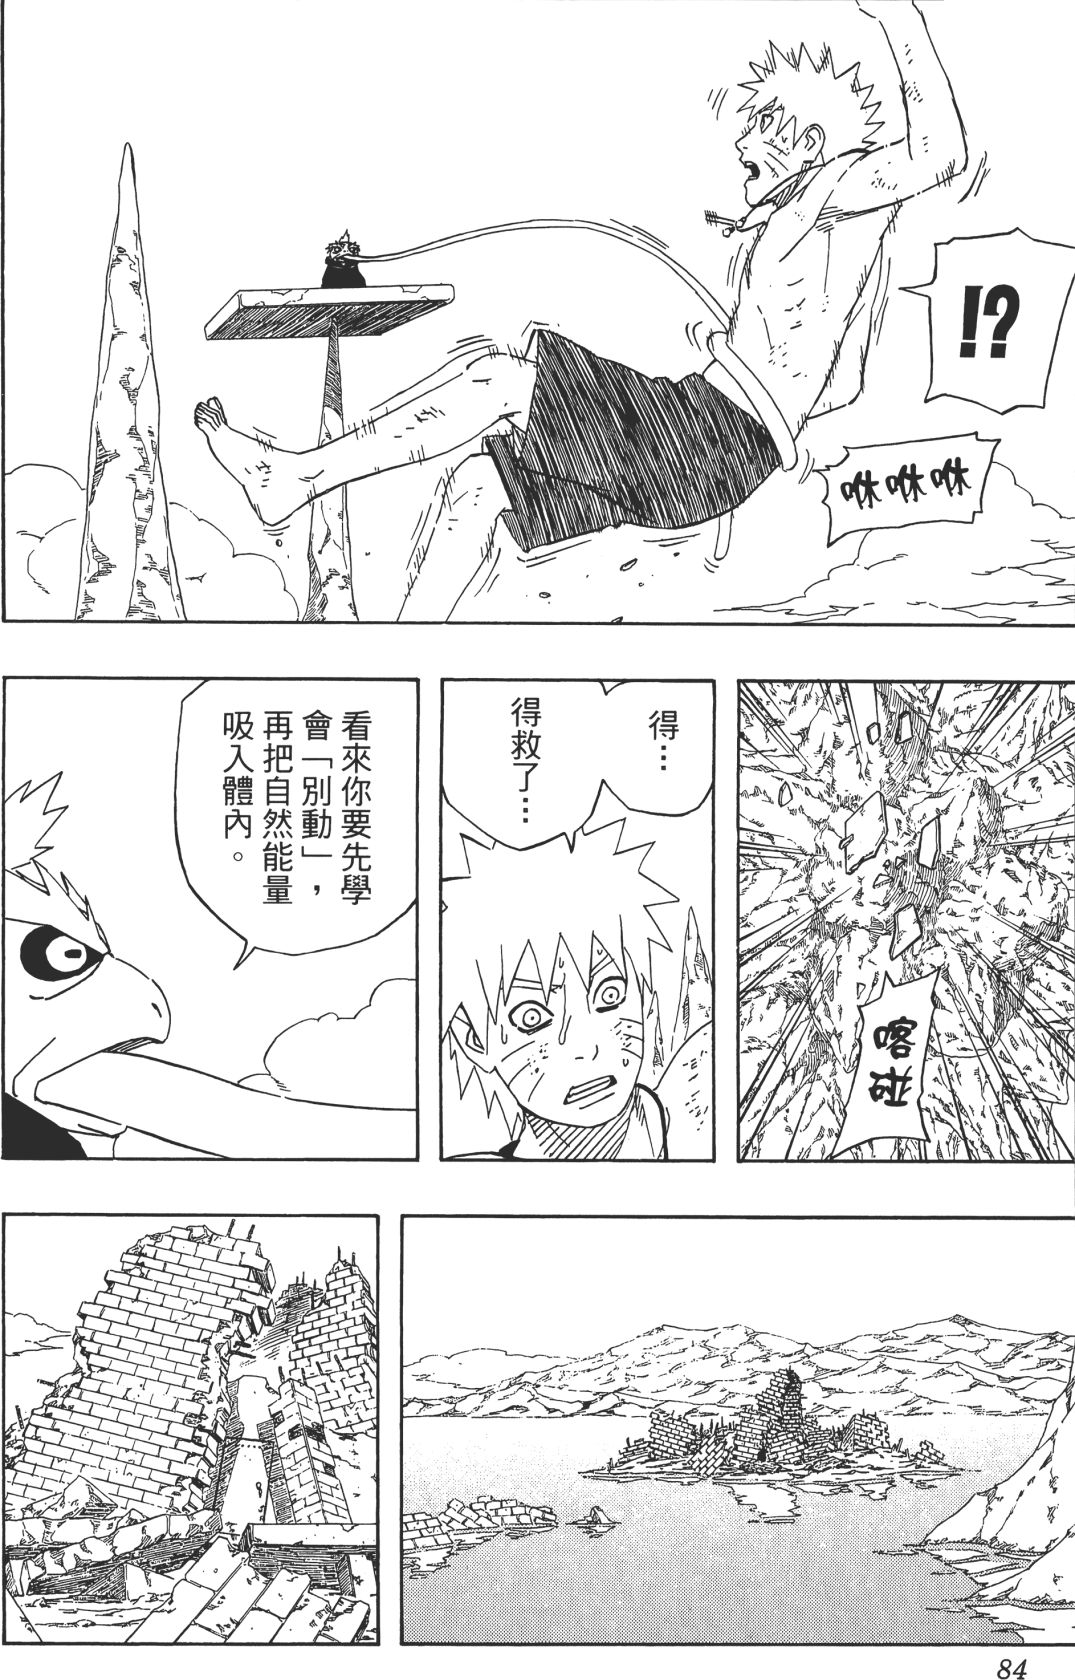 !?
咻咻咻
喀啦
得…
得救了…
看來你要先學
會「別動」，
再把自然能量
吸入體內。
84